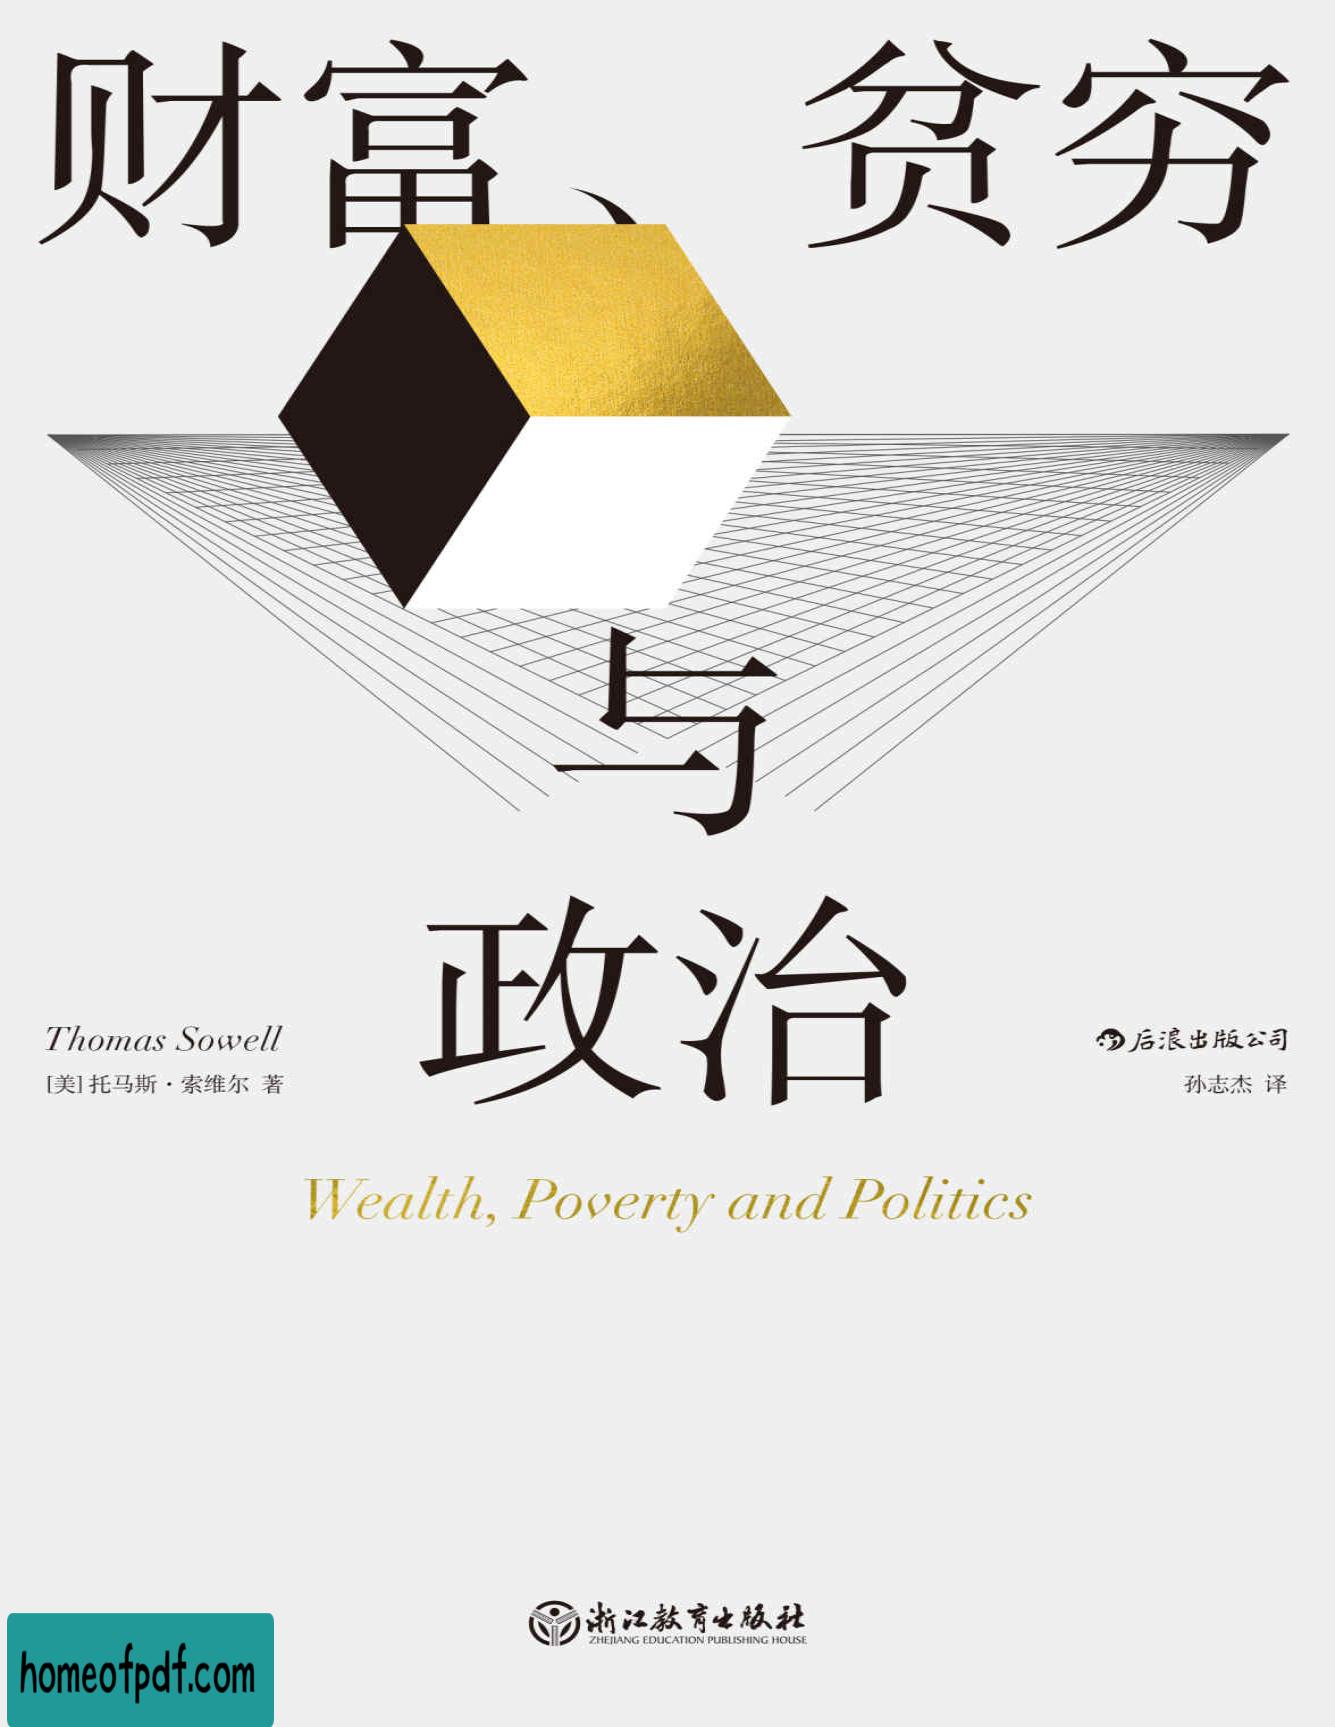 财富、贫穷
与
政治
Thomas Sowell
[美] 托马斯·索维尔 著
后浪出版公司
孙志杰 译
Wealth, Poverty and Politics
浙江教育出版社
ZHEJIANG EDUCATION PUBLISHING HOUSE
homeofpdf.com